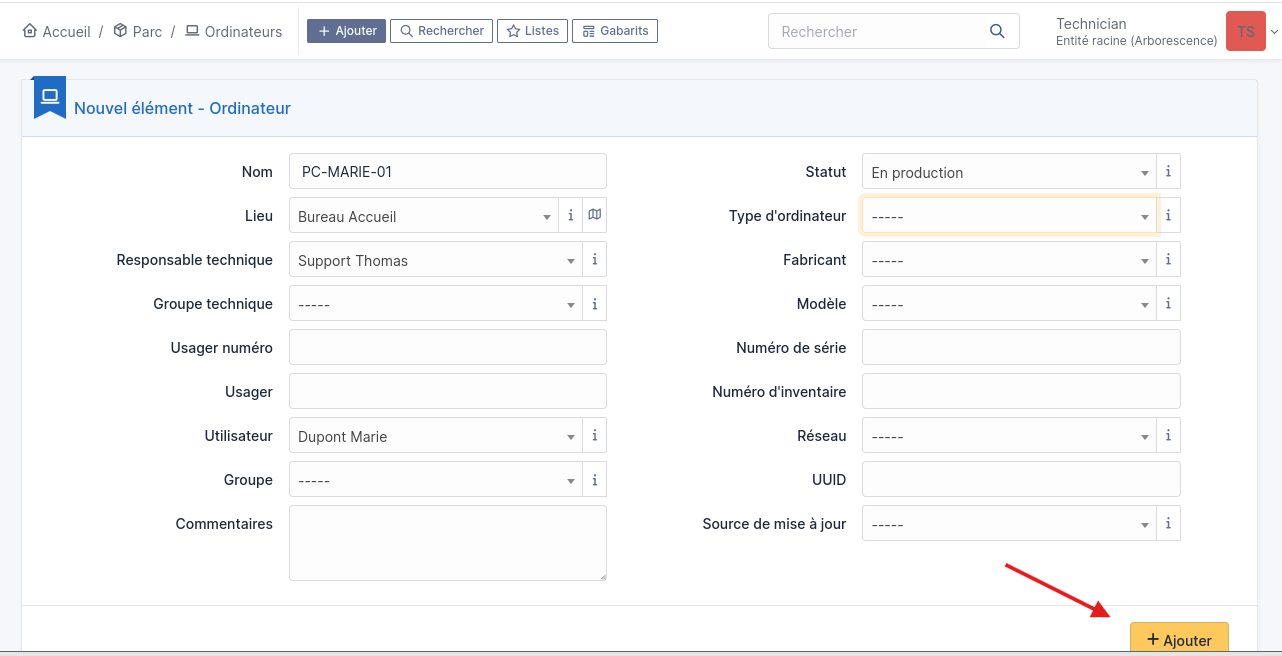 Accueil / Parc / Ordinateurs
+ Ajouter
Rechercher
Listes
Gabarits
Rechercher
Technician
Entité racine (Arborescence)
TS
Nouvel élément - Ordinateur
Nom PC-MARIE-01
Statut En production i
Lieu Bureau Accueil i
Type d'ordinateur ----- i
Responsable technique Support Thomas i
Fabricant ----- i
Groupe technique ----- i
Modèle ----- i
Usager numéro
Numéro de série
Usager
Numéro d'inventaire
Utilisateur Dupont Marie i
Réseau ----- i
Groupe ----- i
UUID
Commentaires
Source de mise à jour ----- i
+ Ajouter